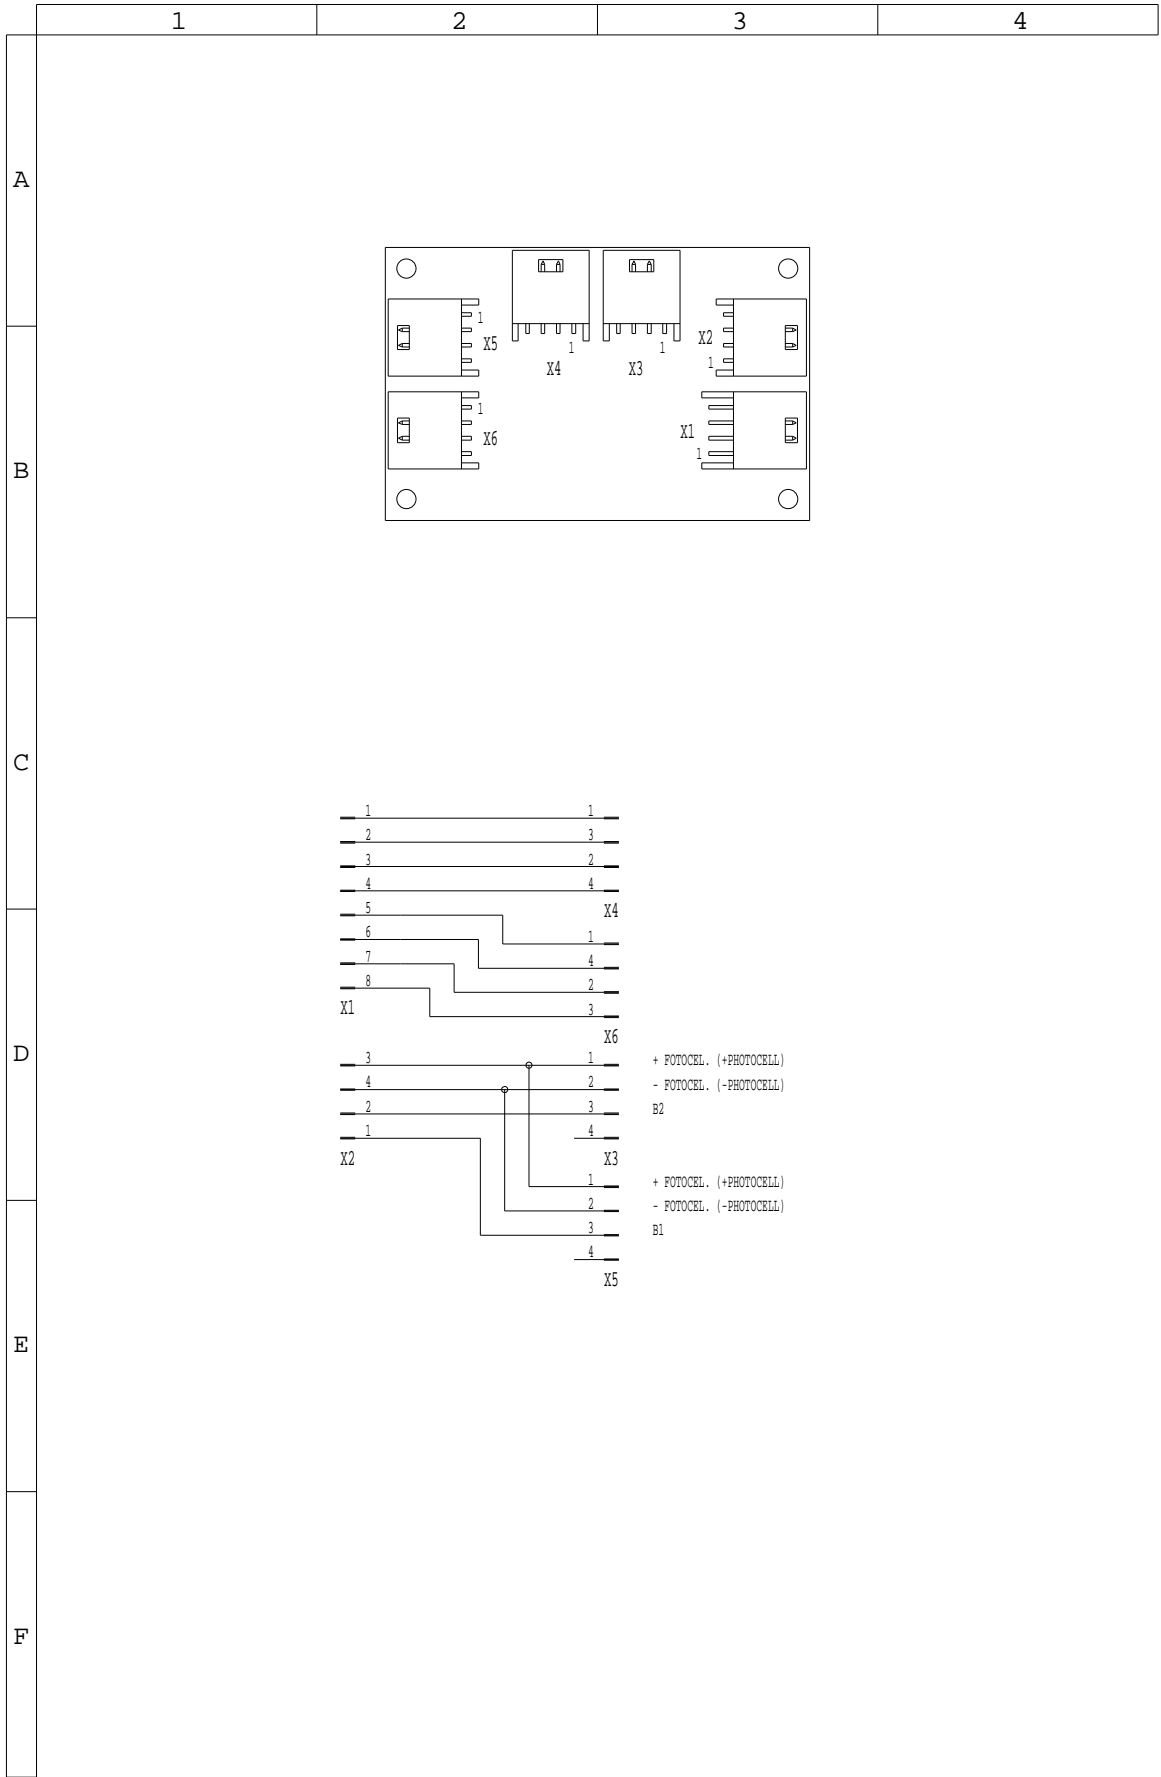 1 2 3 4
A
1
X5
X4
1
X3
1
X2
1
1
X6
X1
1
B
C
1 1
2 3
3 2
4 4
X4
5
1
6
4
7
2
8
3
X1
X6
D
3 1 + FOTOCEL. (+PHOTOCELL)
4 2 - FOTOCEL. (-PHOTOCELL)
2 3 B2
1 4
X2 X3
1 + FOTOCEL. (+PHOTOCELL)
2 - FOTOCEL. (-PHOTOCELL)
3 B1
4
X5
E
F